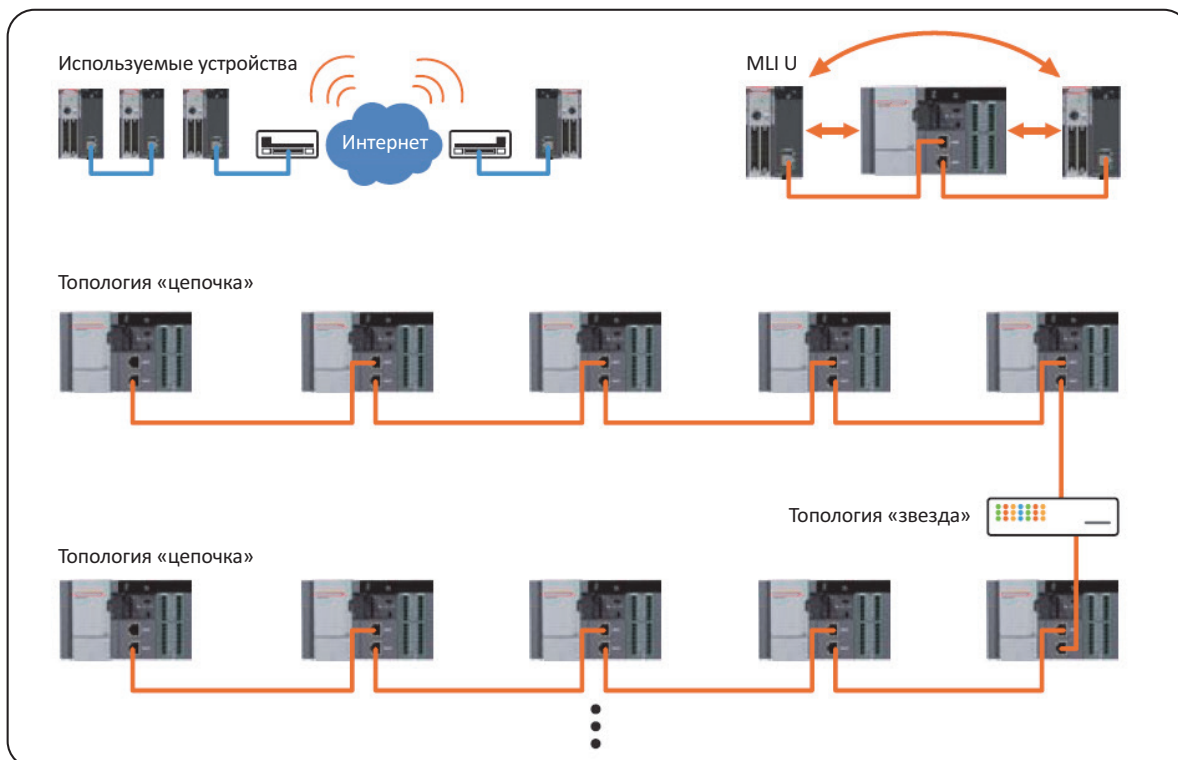 Используемые устройства
MLI U
Интернет
Топология «цепочка»
Топология «звезда»
Топология «цепочка»